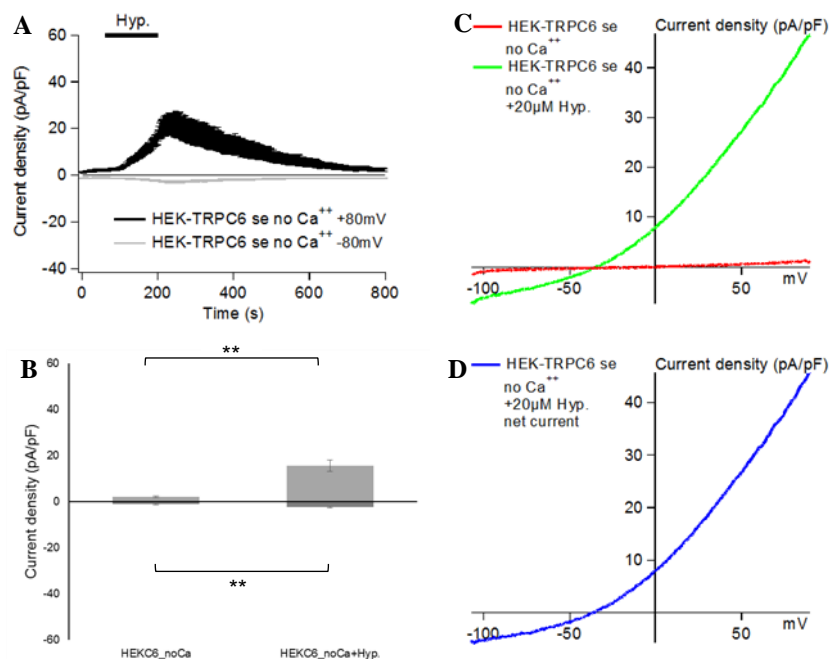 A
Hyp.
60
40
20
0
-20
-40
Current density (pA/pF)
HEK-TRPC6 se no Ca++ +80mV
HEK-TRPC6 se no Ca++ -80mV
0 200 400 600 800
Time (s)
B
**
60
40
20
0
-20
-40
-60
Current density (pA/pF)
**
HEKC6_noCa HEKC6_noCa+Hyp.
C
HEK-TRPC6 se
no Ca++
HEK-TRPC6 se
no Ca++
+20µM Hyp.
Current density (pA/pF)
40
30
20
10
-100 -50 50
mV
D
HEK-TRPC6 se
no Ca++
+20µM Hyp.
net current
Current density (pA/pF)
40
30
20
10
-100 -50 50
mV